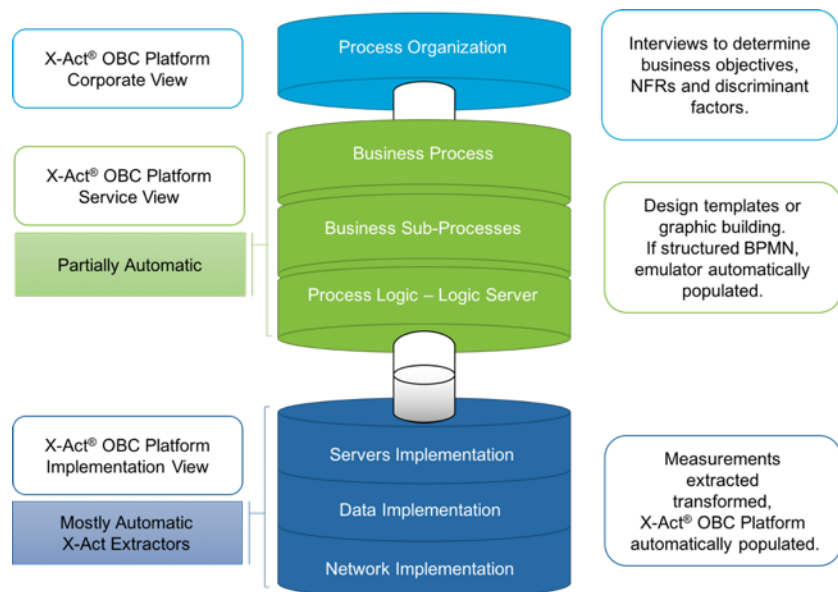 X-Act® OBC Platform
Corporate View
Process Organization
Interviews to determine
business objectives,
NFRs and discriminant
factors.
X-Act® OBC Platform
Service View
Partially Automatic
Business Process
Business Sub-Processes
Process Logic – Logic Server
Design templates or
graphic building.
If structured BPMN,
emulator automatically
populated.
X-Act® OBC Platform
Implementation View
Mostly Automatic
X-Act Extractors
Servers Implementation
Data Implementation
Network Implementation
Measurements
extracted
transformed,
X-Act® OBC Platform
automatically populated.